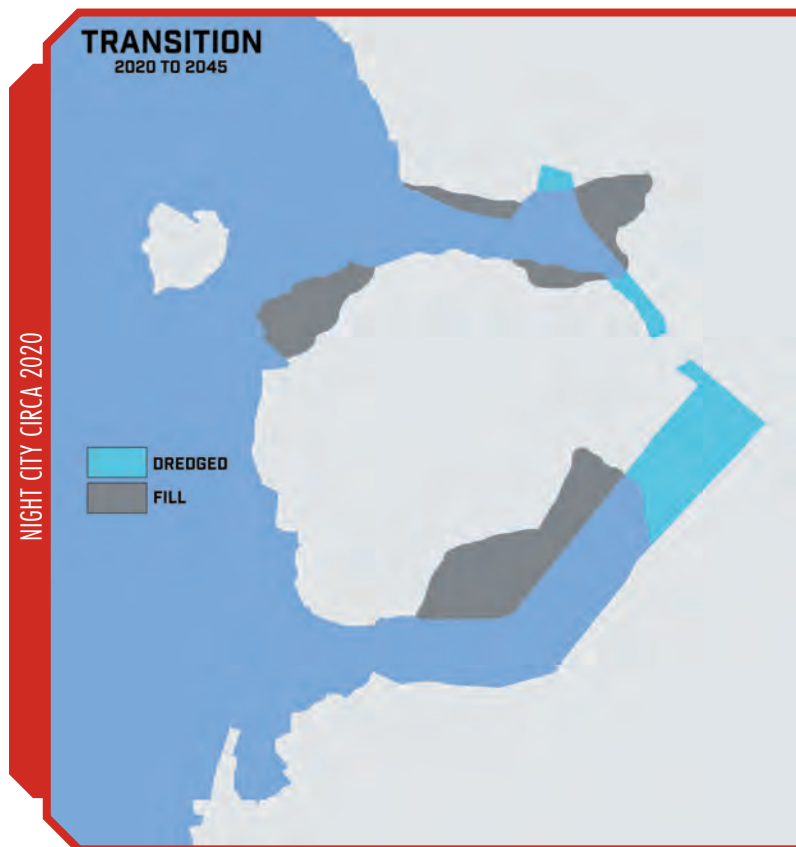 TRANSITION
2020 TO 2045
NIGHT CITY CIRCA 2020
DREDGED
FILL